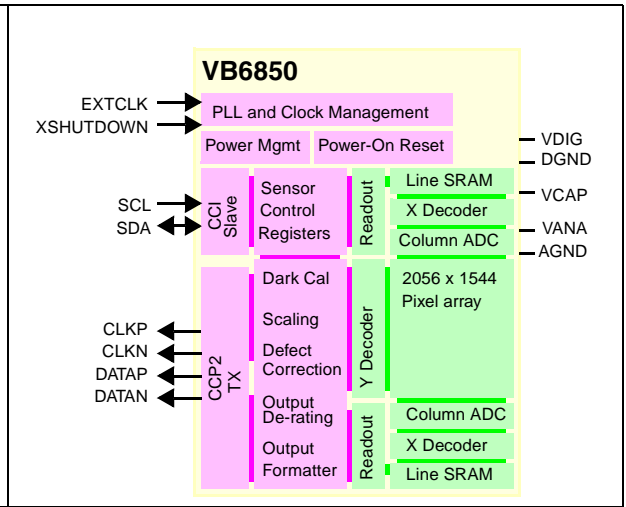 VB6850
EXTCLK
XSHUTDOWN
PLL and Clock Management
Power Mgmt
Power-On Reset
VDIG
DGND
VCAP
VANA
AGND
SCL
SDA
CCI
Slave
Sensor
Control
Registers
Readout
Line SRAM
X Decoder
Column ADC
CLKP
CLKN
DATAP
DATAN
CCP2
TX
Dark Cal
Scaling
Defect
Correction
Output
De-rating
Output
Formatter
Y Decoder
2056 x 1544
Pixel array
Readout
Column ADC
X Decoder
Line SRAM